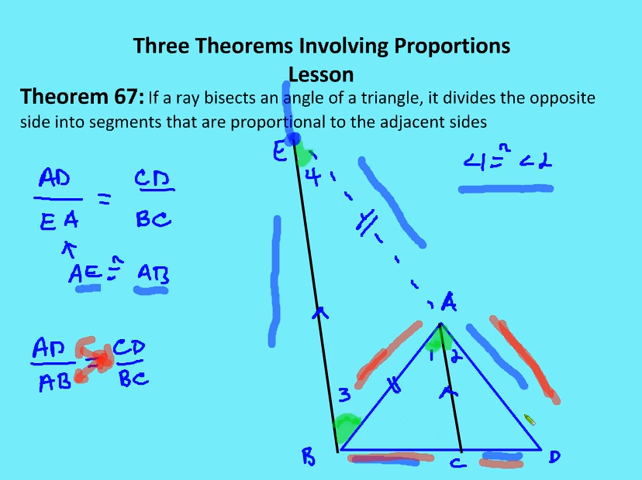 Three Theorems Involving Proportions
Lesson
Theorem 67: If a ray bisects an angle of a triangle, it divides the opposite
side into segments that are proportional to the adjacent sides
E
4
∠1 ≅ ∠2
AD/EA = CD/BC
AE ≅ AB
A
1 2
AD/AB = CD/BC
3
B C D